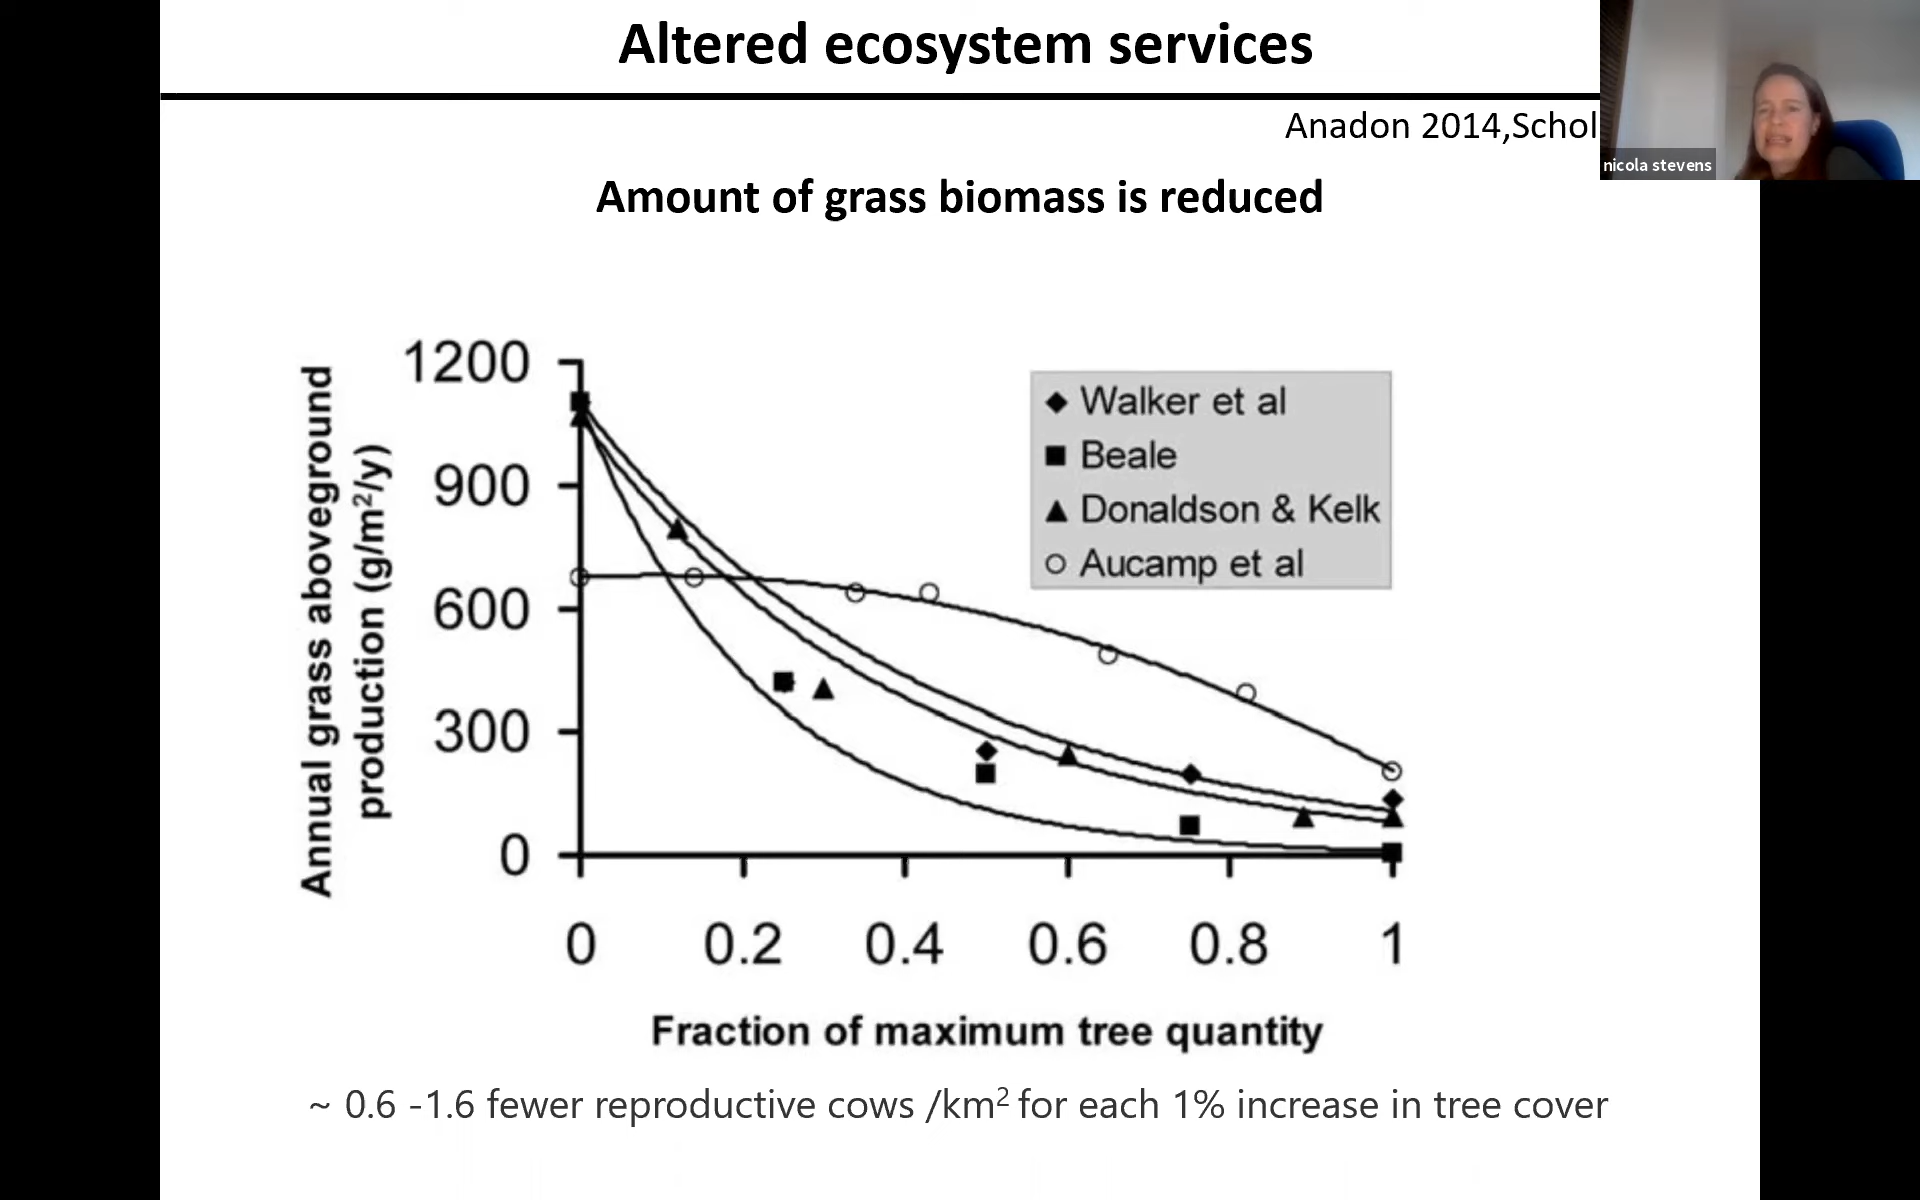 Altered ecosystem services
Anadon 2014,Schol
nicola stevens
Amount of grass biomass is reduced
Annual grass aboveground
production (g/m²/y)
1200
900
600
300
0
Walker et al
Beale
Donaldson & Kelk
Aucamp et al
0 0.2 0.4 0.6 0.8 1
Fraction of maximum tree quantity
~ 0.6 -1.6 fewer reproductive cows /km² for each 1% increase in tree cover